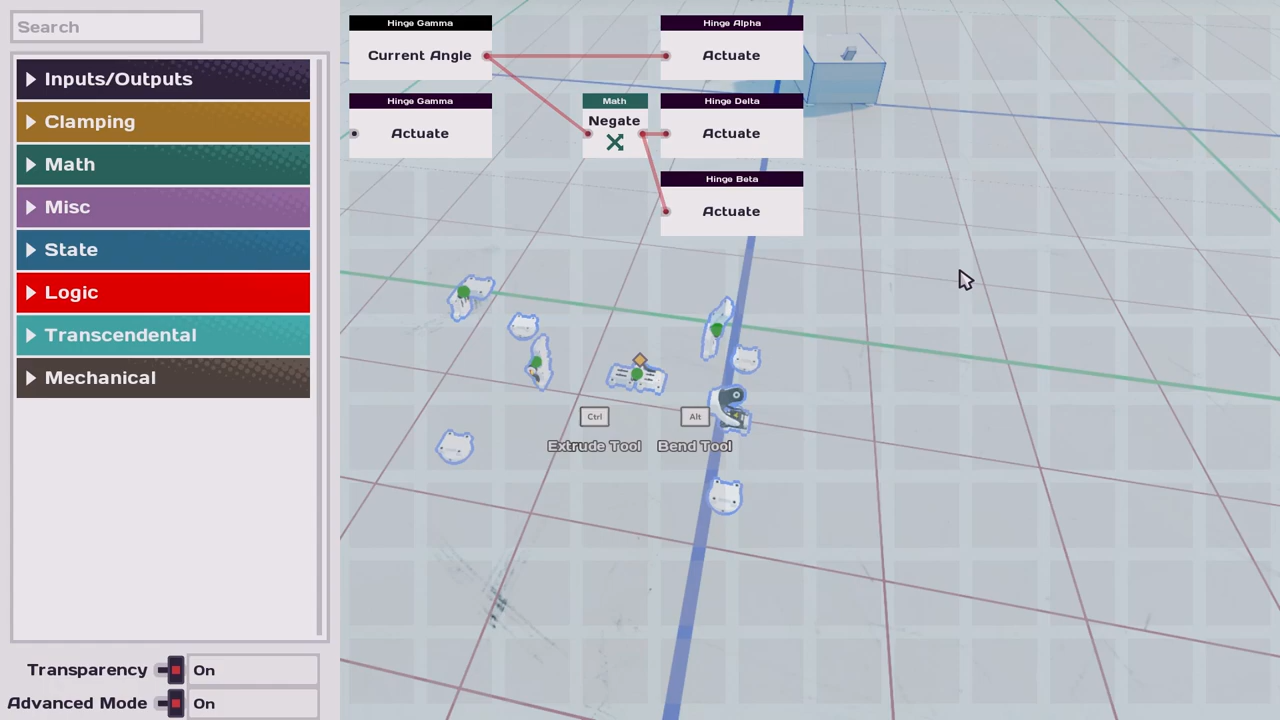 Search
Inputs/Outputs
Clamping
Math
Misc
State
Logic
Transcendental
Mechanical
Transparency On
Advanced Mode On
Hinge Gamma
Current Angle
Hinge Gamma
Actuate
Math
Negate
Hinge Alpha
Actuate
Hinge Delta
Actuate
Hinge Beta
Actuate
Ctrl
Extrude Tool
Alt
Bend Tool